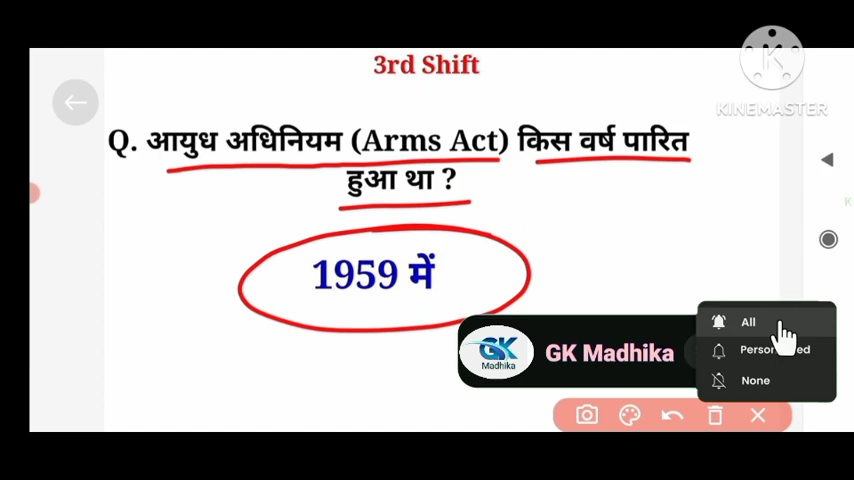 3rd Shift
KINEMASTER
Q. आयुध अधिनियम (Arms Act) किस वर्ष पारित
हुआ था ?
1959 में
All
GK
Madhika
GK Madhika
None